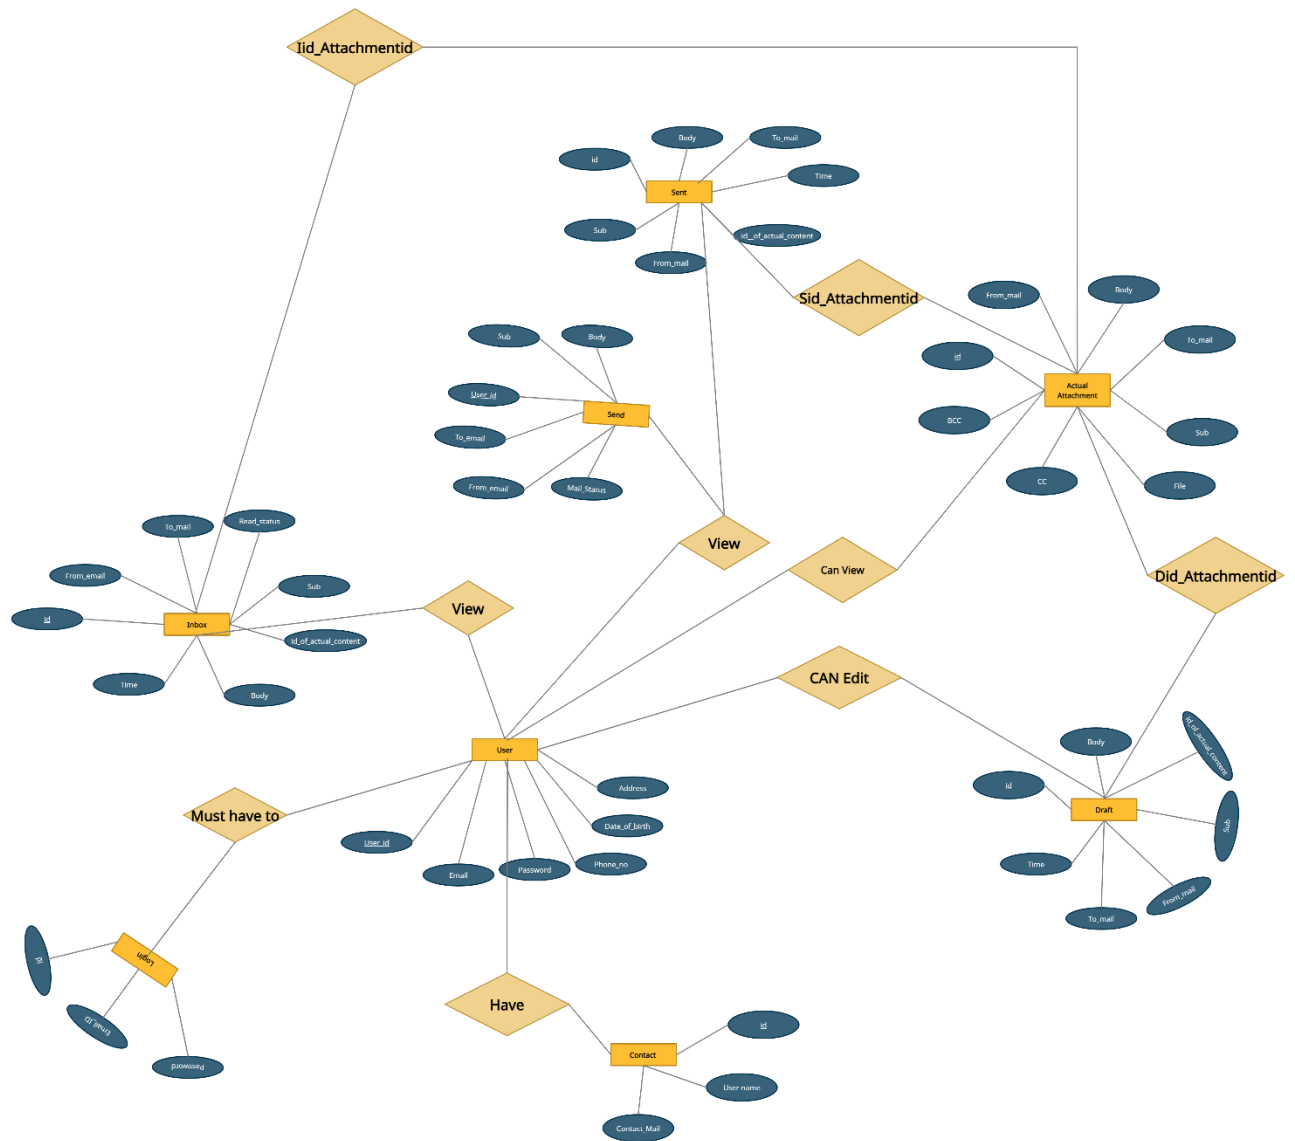 Iid_Attachmentid
Body
To_mail
id
Time
Sent
Sub
id__of_actual_content
From_mail
Sid_Attachmentid
From_mail
Body
To_mail
id
Actual
Attachment
BCC
Sub
CC
File
Sub
Body
User_id
Send
To_email
From_email
Mail_Status
To_mail
Read_status
From_email
Sub
id
Inbox
id_of_actual_content
Time
Body
View
View
Can View
Did_Attachmentid
CAN Edit
User
Address
Date_of_birth
User_id
Email
Password
Phone_no
Must have to
Body
id_of_actual_content
id
Draft
Sub
Time
From_mail
To_mail
Login
id
Email_ID
Password
Have
id
Contact
User name
Contact_Mail